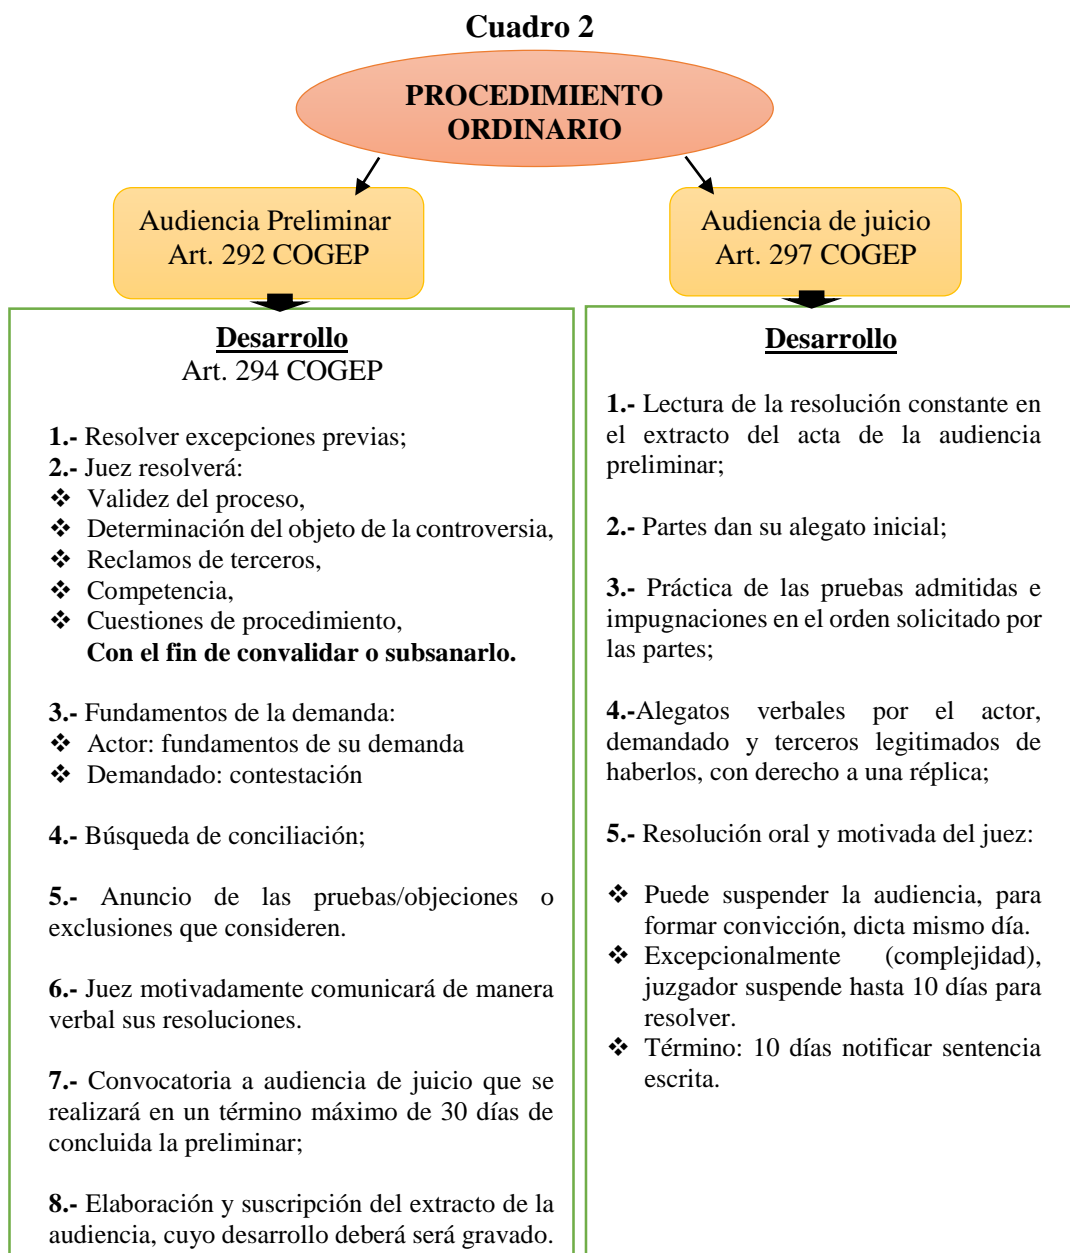 Cuadro 2
PROCEDIMIENTO
ORDINARIO
Audiencia Preliminar
Art. 292 COGEP
Audiencia de juicio
Art. 297 COGEP
Desarrollo
Art. 294 COGEP
1.- Resolver excepciones previas;
2.- Juez resolverá:
❖ Validez del proceso,
❖ Determinación del objeto de la controversia,
❖ Reclamos de terceros,
❖ Competencia,
❖ Cuestiones de procedimiento,
Con el fin de convalidar o subsanarlo.
3.- Fundamentos de la demanda:
❖ Actor: fundamentos de su demanda
❖ Demandado: contestación
4.- Búsqueda de conciliación;
5.- Anuncio de las pruebas/objeciones o
exclusiones que consideren.
6.- Juez motivadamente comunicará de manera
verbal sus resoluciones.
7.- Convocatoria a audiencia de juicio que se
realizará en un término máximo de 30 días de
concluida la preliminar;
8.- Elaboración y suscripción del extracto de la
audiencia, cuyo desarrollo deberá será gravado.
Desarrollo
1.- Lectura de la resolución constante en
el extracto del acta de la audiencia
preliminar;
2.- Partes dan su alegato inicial;
3.- Práctica de las pruebas admitidas e
impugnaciones en el orden solicitado por
las partes;
4.-Alegatos verbales por el actor,
demandado y terceros legitimados de
haberlos, con derecho a una réplica;
5.- Resolución oral y motivada del juez:
❖ Puede suspender la audiencia, para
formar convicción, dicta mismo día.
❖ Excepcionalmente (complejidad),
juzgador suspende hasta 10 días para
resolver.
❖ Término: 10 días notificar sentencia
escrita.